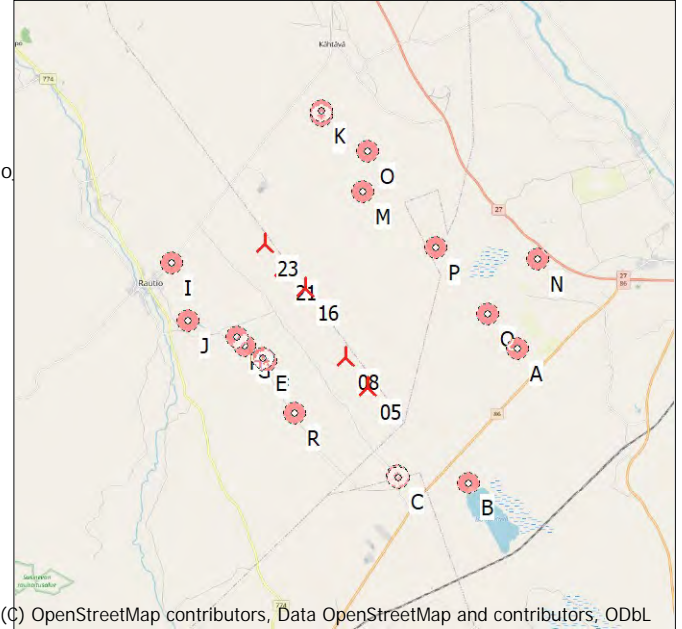 Kähtävä
774
K
O
O
M
27
23
P
N
I
Rautio
21
27
86
16
J
Q
A
E
08
05
86
R
C
B
774
(C) OpenStreetMap contributors, Data OpenStreetMap and contributors, ODbL